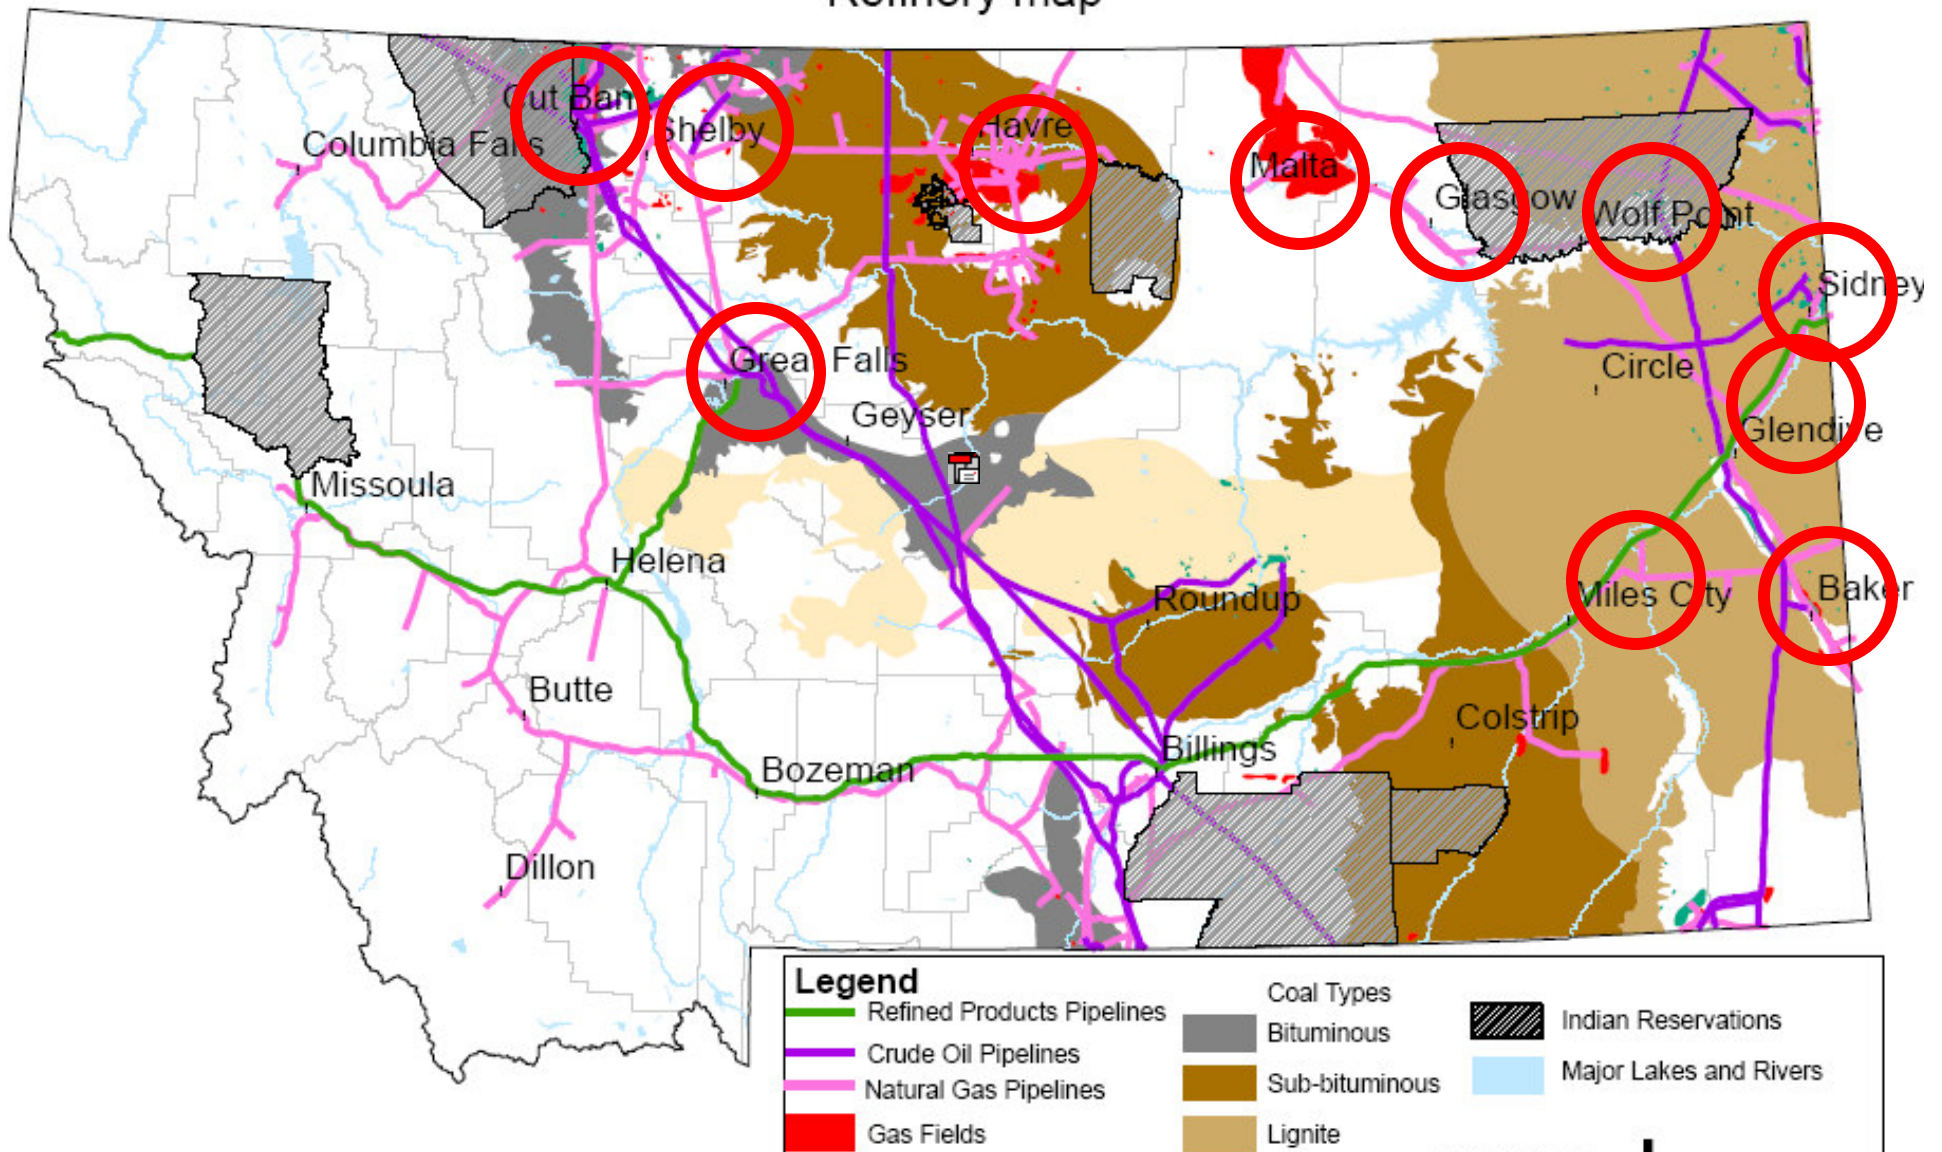 Refinery map
Cut Ban
Shelby
Havre
Columbia Falls
Malta
Glasgow
Wolf Point
Sidney
Great Falls
Circle
Geyser
Glendive
Missoula
Helena
Roundup
Miles City
Baker
Butte
Colstrip
Billings
Bozeman
Dillon
Legend
Refined Products Pipelines
Crude Oil Pipelines
Natural Gas Pipelines
Gas Fields
Coal Types
Bituminous
Sub-bituminous
Lignite
Indian Reservations
Major Lakes and Rivers